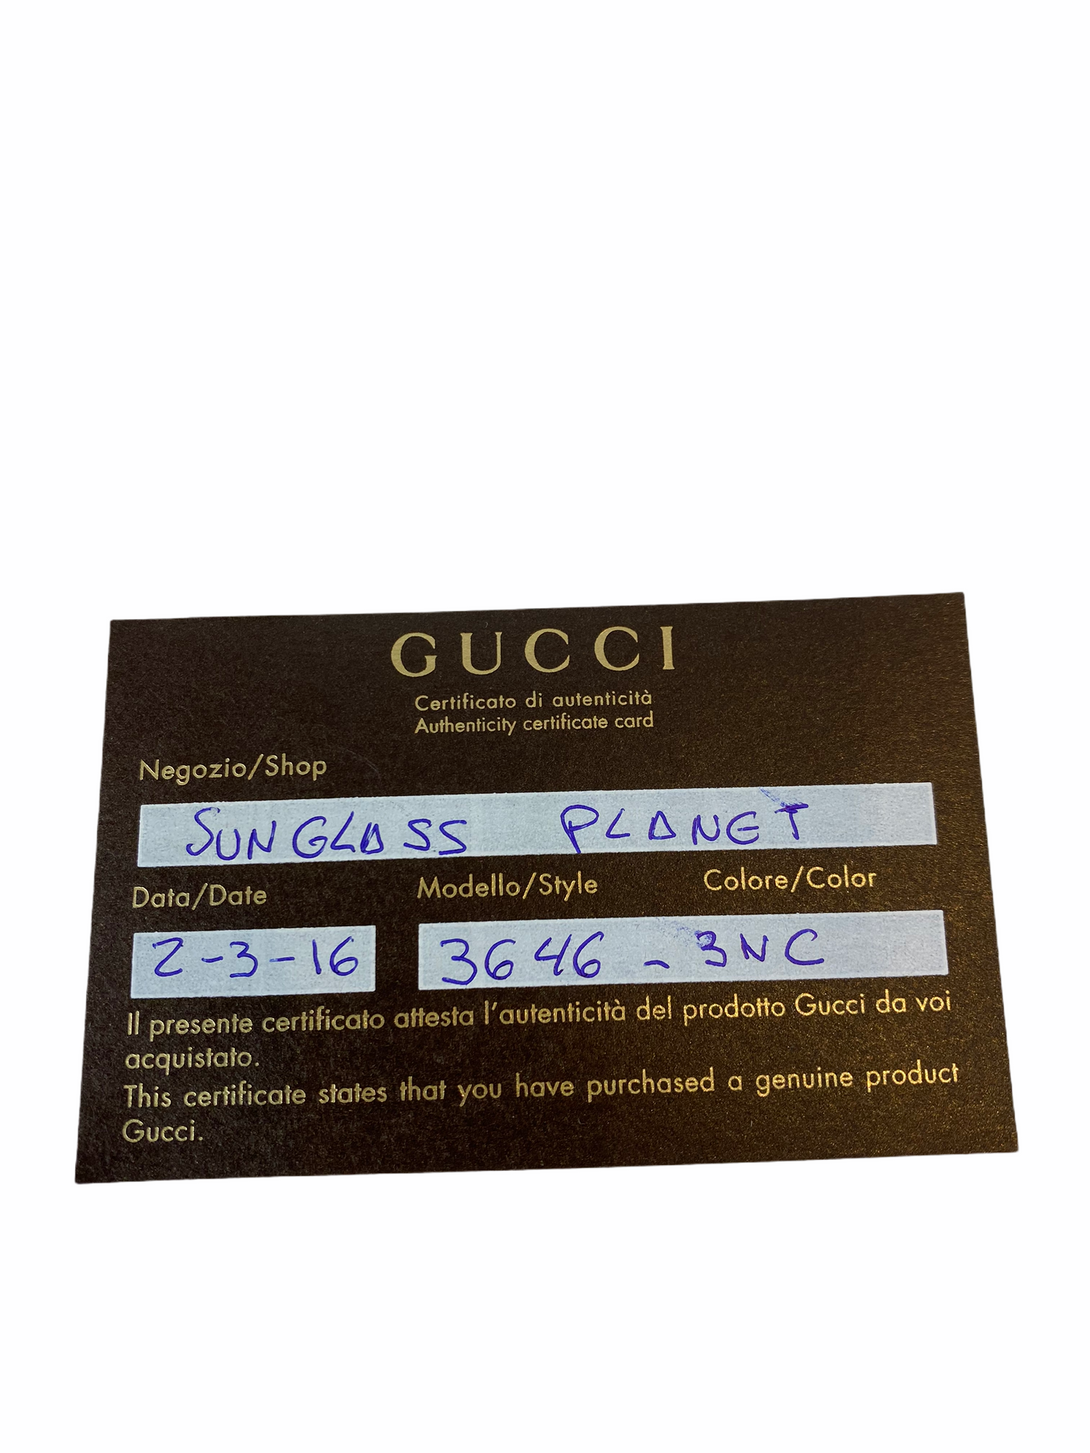 GUCCI
Certificato di autenticità
Authenticity certificate card
Negozio/Shop
SUNGLASS PLANET
Data/Date Modello/Style Colore/Color
2-3-16 3646 - 3NC
Il presente certificato attesta l'autenticità del prodotto Gucci da voi
acquistato.
This certificate states that you have purchased a genuine product
Gucci.